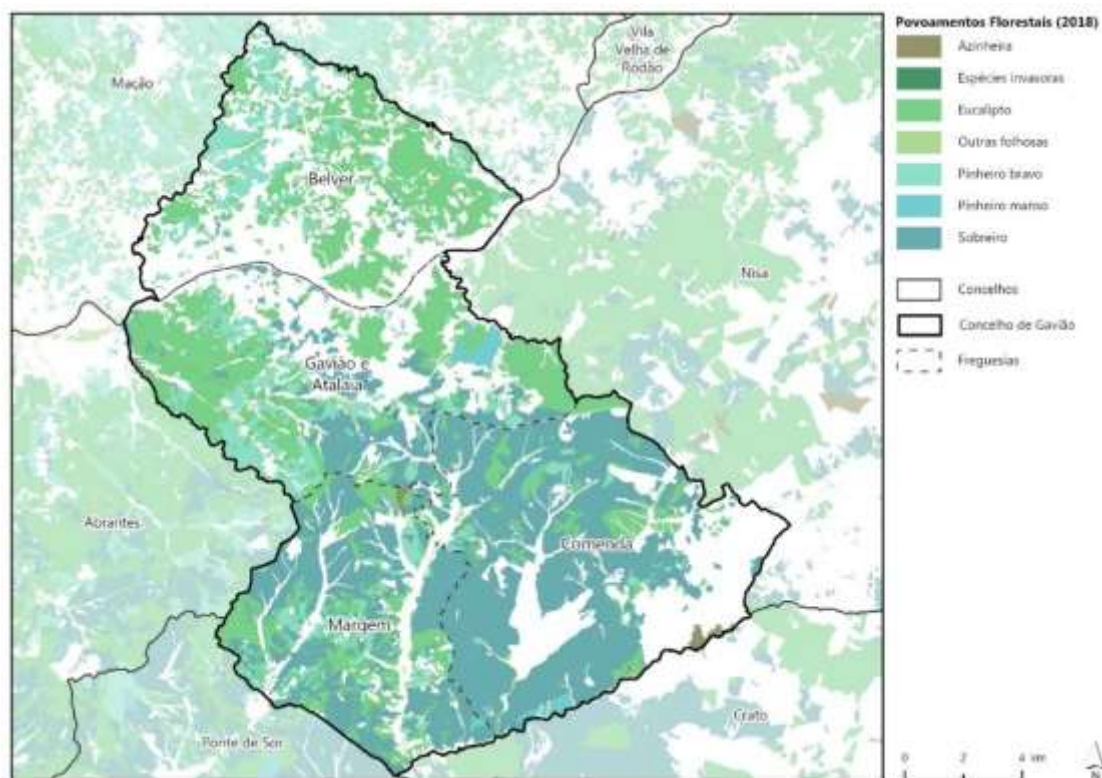 Povoamentos Florestais (2018)
Azinheira
Espécies invasoras
Eucalipto
Outras folhosas
Pinheiro bravo
Pinheiro manso
Sobreiro
Concelhos
Concelho de Gavião
Freguesias
Vila
Velha de
Rodão
Mação
Belver
Nisa
Gavião e
Atalaia
Abrantes
Comenda
Margem
Ponte de Sor
Crato
0 2 4 km